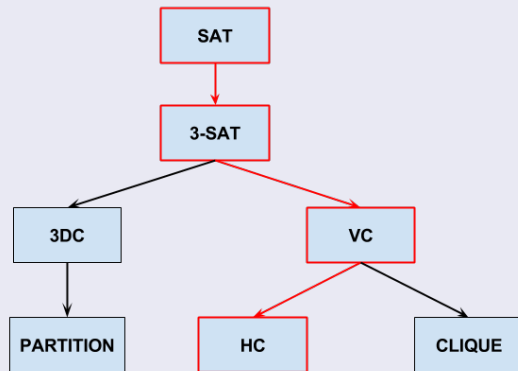 SAT
3-SAT
3DC
VC
PARTITION
HC
CLIQUE